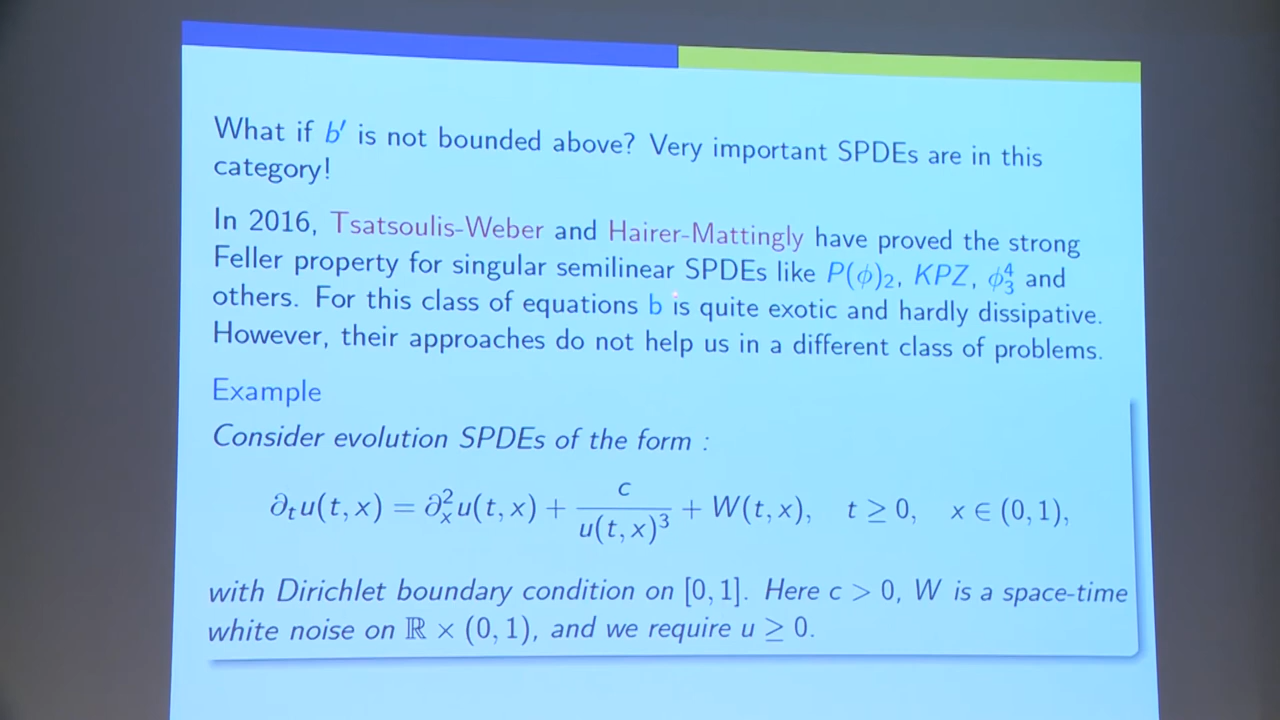 What if b′ is not bounded above? Very important SPDEs are in this
category!
In 2016, Tsatsoulis-Weber and Hairer-Mattingly have proved the strong
Feller property for singular semilinear SPDEs like P(ϕ)₂, KPZ, ϕ⁴₃ and
others. For this class of equations b is quite exotic and hardly dissipative.
However, their approaches do not help us in a different class of problems.
Example
Consider evolution SPDEs of the form :
∂ₜu(t, x) = ∂²ₓu(t, x) + c / u(t, x)³ + W(t, x), t ≥ 0, x ∈ (0, 1),
with Dirichlet boundary condition on [0, 1]. Here c > 0, W is a space-time
white noise on ℝ × (0, 1), and we require u ≥ 0.